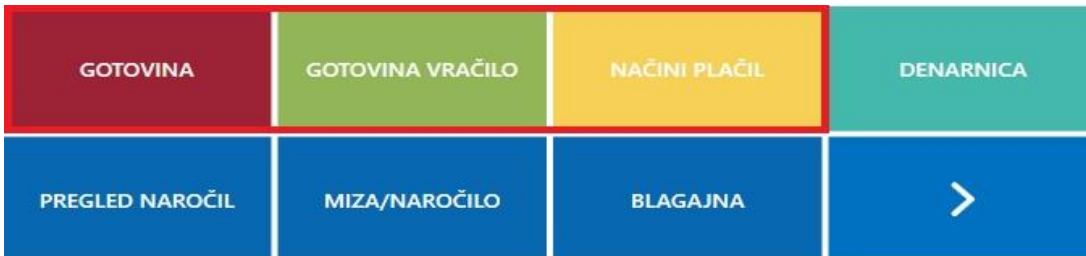 GOTOVINA
GOTOVINA VRAČILO
NAČINI PLAČIL
DENARNICA
PREGLED NAROČIL
MIZA/NAROČILO
BLAGAJNA